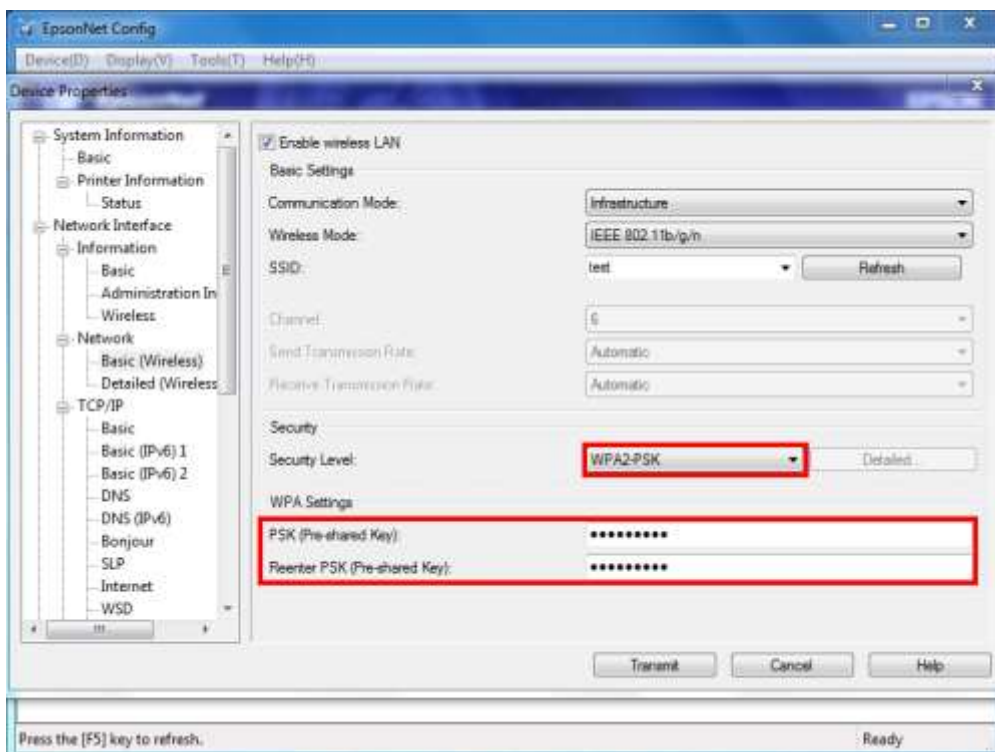 EpsonNet Config
Device(D) Display(V) Tools(T) Help(H)
Device Properties
System Information
Basic
Printer Information
Status
Network Interface
Information
Basic
Administration In
Wireless
Network
Basic (Wireless)
Detailed (Wireless
TCP/IP
Basic
Basic (IPv6) 1
Basic (IPv6) 2
DNS
DNS (IPv6)
Bonjour
SLP
Internet
WSD
Enable wireless LAN
Basic Settings
Communication Mode: Infrastructure
Wireless Mode: IEEE 802.11b/g/n
SSID: test Refresh
Channel: 6
Send Transmission Rate: Automatic
Receive Transmission Rate: Automatic
Security
Security Level: WPA2-PSK Detailed...
WPA Settings
PSK (Pre-shared Key): •••••••••
Reenter PSK (Pre-shared Key): •••••••••
Transmit Cancel Help
Press the [F5] key to refresh. Ready